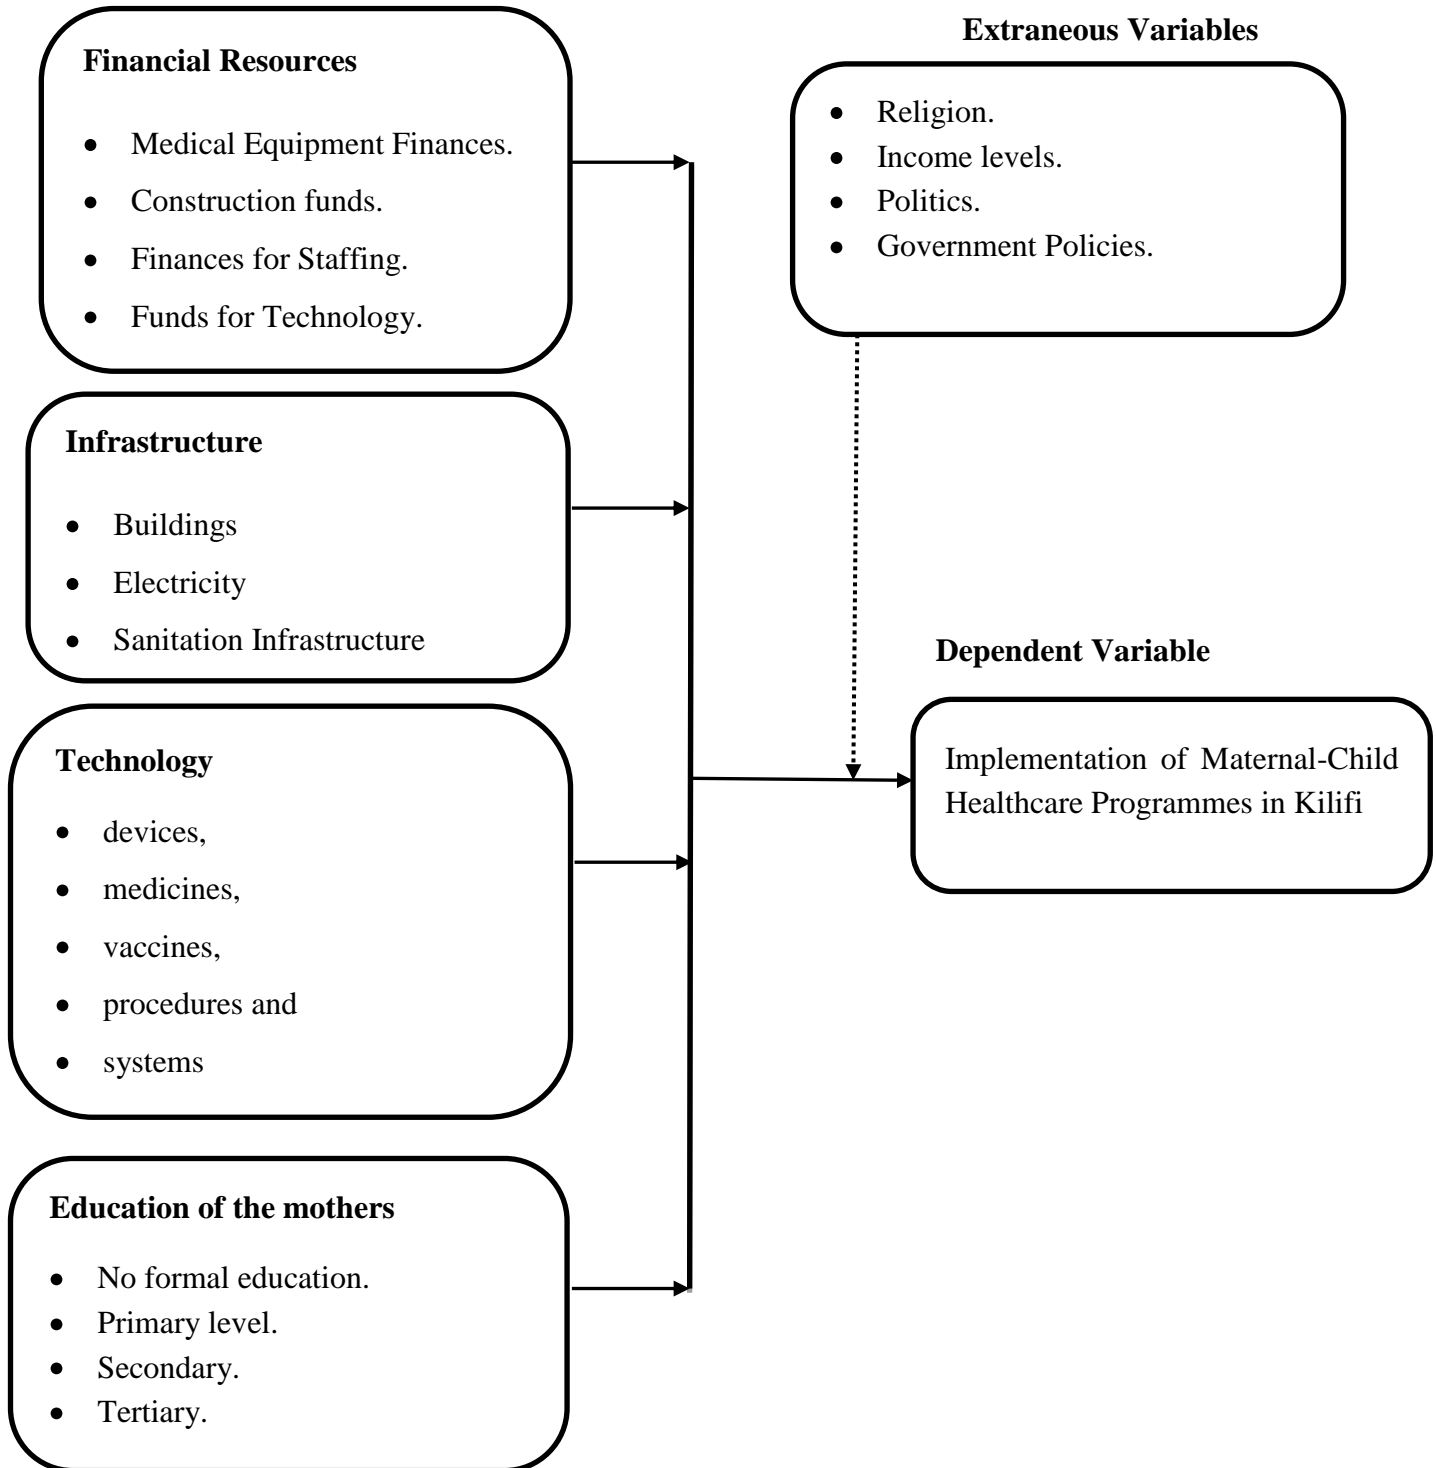 Financial Resources
• Medical Equipment Finances.
• Construction funds.
• Finances for Staffing.
• Funds for Technology.
Infrastructure
• Buildings
• Electricity
• Sanitation Infrastructure
Technology
• devices,
• medicines,
• vaccines,
• procedures and
• systems
Education of the mothers
• No formal education.
• Primary level.
• Secondary.
• Tertiary.
Extraneous Variables
• Religion.
• Income levels.
• Politics.
• Government Policies.
Dependent Variable
Implementation of Maternal-Child
Healthcare Programmes in Kilifi